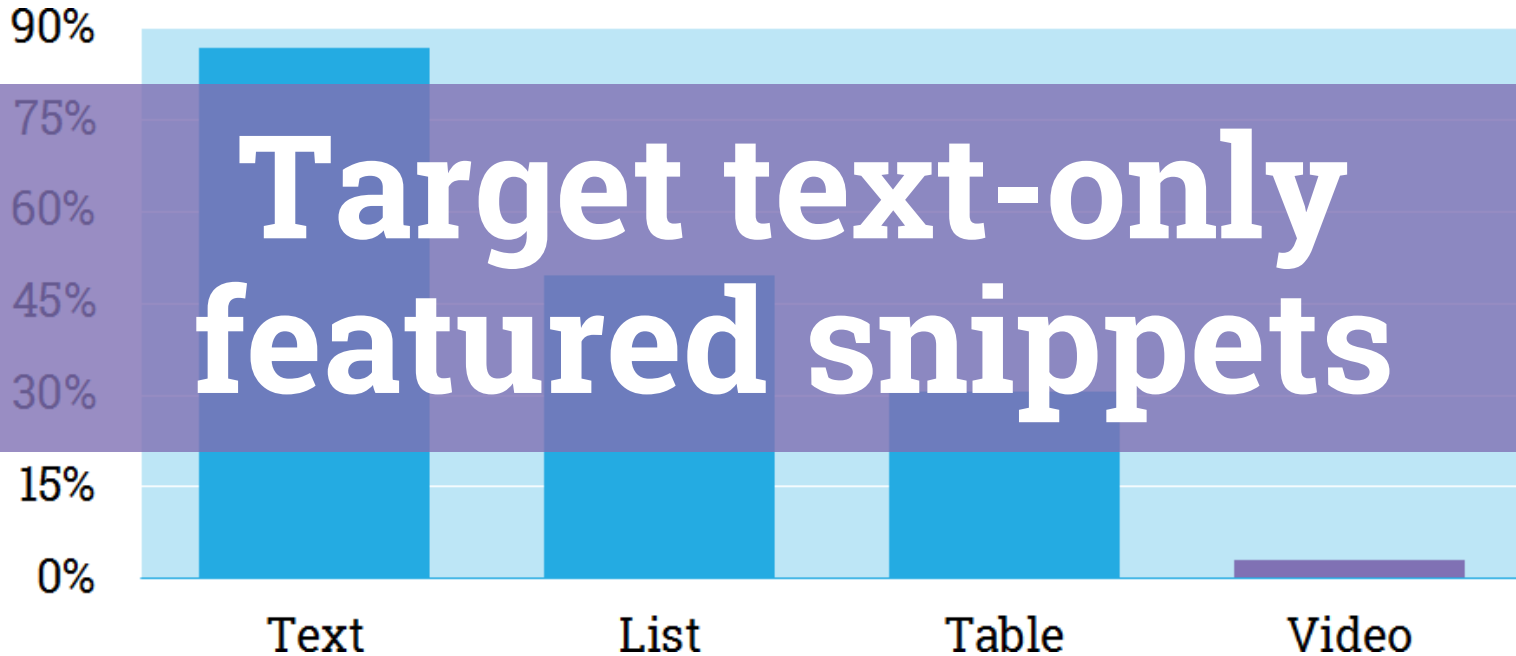 90%
75%
60%
45%
30%
15%
0%
Target text-only
featured snippets
Text List Table Video